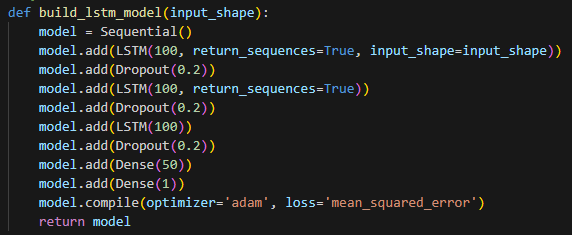 def build_lstm_model(input_shape):
    model = Sequential()
    model.add(LSTM(100, return_sequences=True, input_shape=input_shape))
    model.add(Dropout(0.2))
    model.add(LSTM(100, return_sequences=True))
    model.add(Dropout(0.2))
    model.add(LSTM(100))
    model.add(Dropout(0.2))
    model.add(Dense(50))
    model.add(Dense(1))
    model.compile(optimizer='adam', loss='mean_squared_error')
    return model